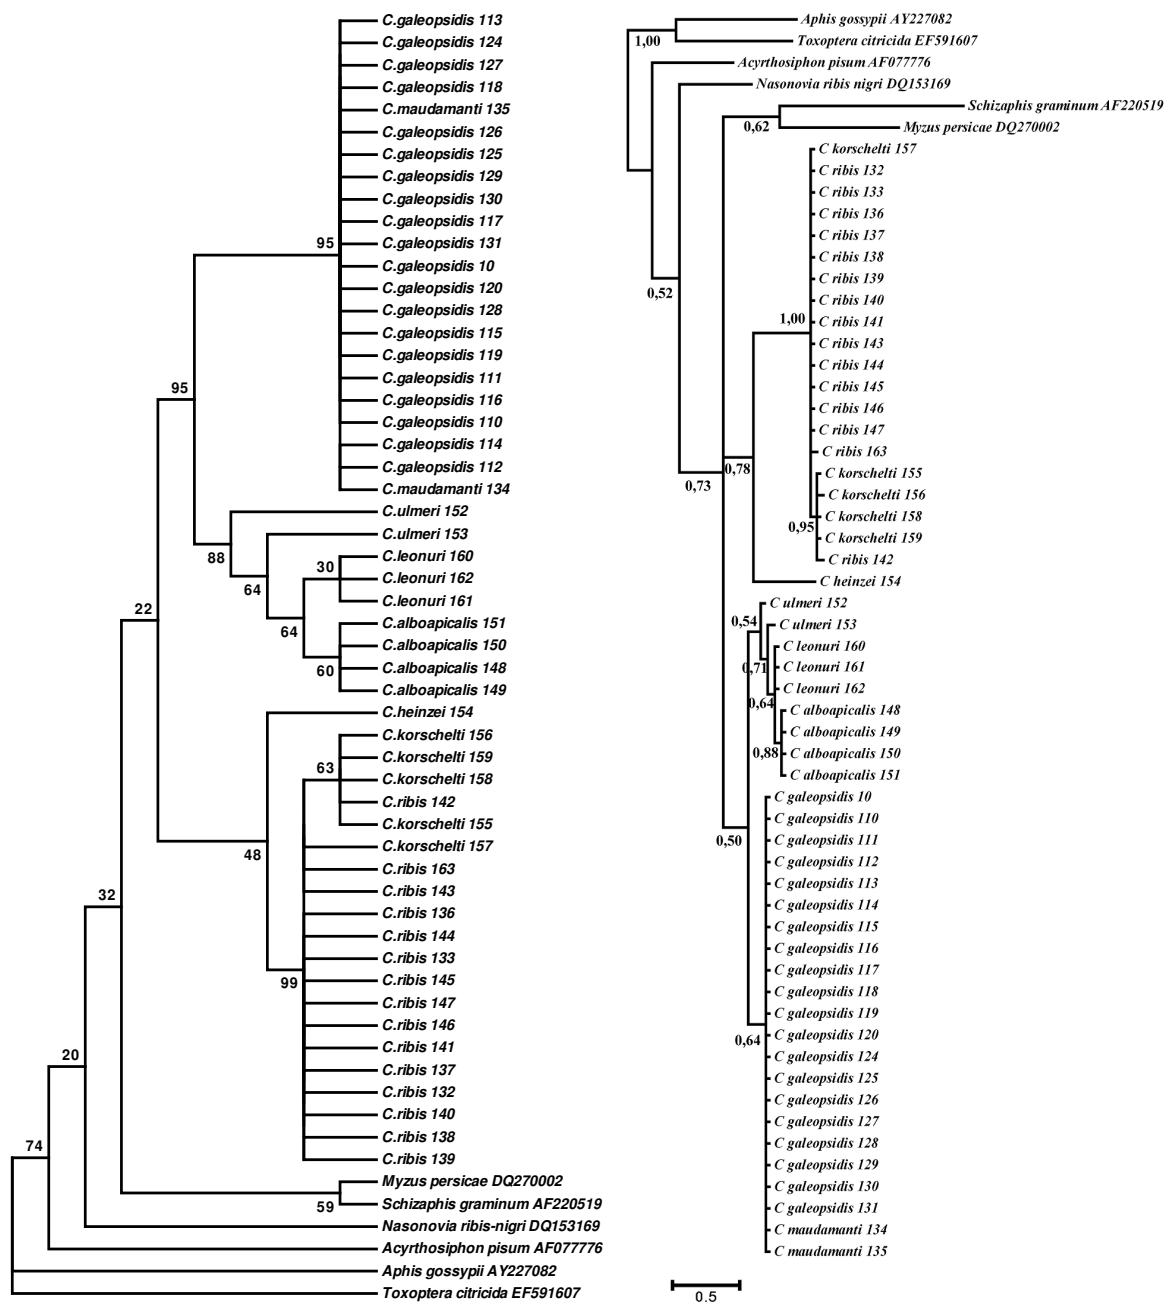 C.galeopsidis 113
C.galeopsidis 124
C.galeopsidis 127
C.galeopsidis 118
C.maudamanti 135
C.galeopsidis 126
C.galeopsidis 125
C.galeopsidis 129
C.galeopsidis 130
C.galeopsidis 117
95
C.galeopsidis 131
C.galeopsidis 10
C.galeopsidis 120
C.galeopsidis 128
C.galeopsidis 115
C.galeopsidis 119
C.galeopsidis 111
95
C.galeopsidis 116
C.galeopsidis 110
C.galeopsidis 114
C.galeopsidis 112
C.maudamanti 134
C.ulmeri 152
C.ulmeri 153
88
C.leonuri 160
30
C.leonuri 162
64
C.leonuri 161
22
C.alboapicalis 151
64
C.alboapicalis 150
C.alboapicalis 148
60
C.alboapicalis 149
C.heinzei 154
C.korschelti 156
C.korschelti 159
63
C.korschelti 158
C.ribis 142
C.korschelti 155
C.korschelti 157
48
C.ribis 163
C.ribis 143
32
C.ribis 136
C.ribis 144
C.ribis 133
C.ribis 145
99
C.ribis 147
C.ribis 146
C.ribis 141
20
C.ribis 137
C.ribis 132
C.ribis 140
C.ribis 138
74
C.ribis 139
Myzus persicae DQ270002
Schizaphis graminum AF220519
59
Nasonovia ribis-nigri DQ153169
Acyrthosiphon pisum AF077776
Aphis gossypii AY227082
Toxoptera citricida EF591607
Aphis gossypii AY227082
1,00
Toxoptera citricida EF591607
Acyrthosiphon pisum AF077776
Nasonovia ribis nigri DQ153169
Schizaphis graminum AF220519
0,62
Myzus persicae DQ270002
C korschelti 157
C ribis 132
C ribis 133
C ribis 136
C ribis 137
C ribis 138
C ribis 139
0,52
C ribis 140
1,00
C ribis 141
C ribis 143
C ribis 144
C ribis 145
C ribis 146
C ribis 147
C ribis 163
0,78
C korschelti 155
0,73
C korschelti 156
C korschelti 158
0,95
C korschelti 159
C ribis 142
C heinzei 154
C ulmeri 152
0,54
C ulmeri 153
C leonuri 160
0,71
C leonuri 161
C leonuri 162
0,64
C alboapicalis 148
C alboapicalis 149
0,88
C alboapicalis 150
C alboapicalis 151
C galeopsidis 10
C galeopsidis 110
0,50
C galeopsidis 111
C galeopsidis 112
C galeopsidis 113
C galeopsidis 114
C galeopsidis 115
C galeopsidis 116
C galeopsidis 117
C galeopsidis 118
C galeopsidis 119
C galeopsidis 120
0,64
C galeopsidis 124
C galeopsidis 125
C galeopsidis 126
C galeopsidis 127
C galeopsidis 128
C galeopsidis 129
C galeopsidis 130
C galeopsidis 131
C maudamanti 134
C maudamanti 135
0.5